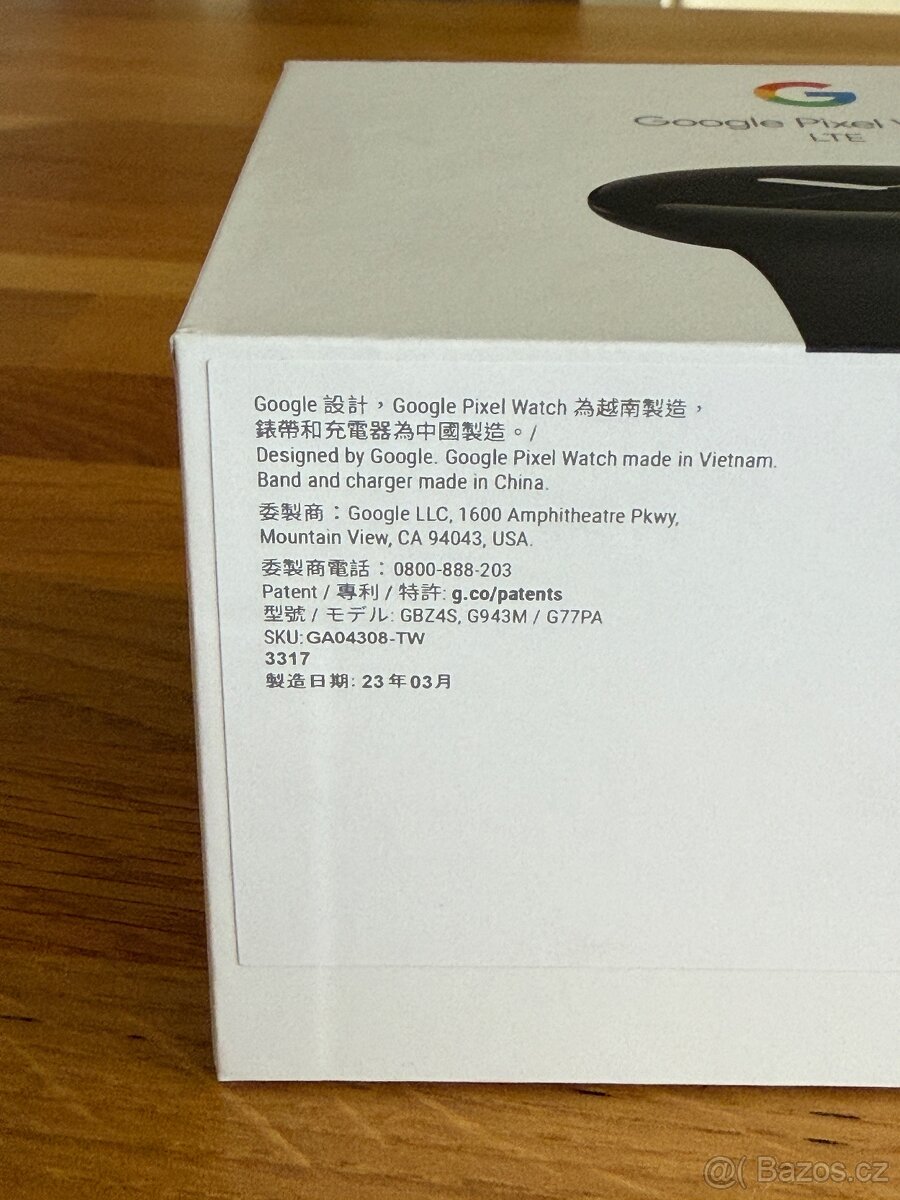 Google Pixel
LTE
Google 設計，Google Pixel Watch 為越南製造，
錶帶和充電器為中國製造。/
Designed by Google. Google Pixel Watch made in Vietnam.
Band and charger made in China.
委製商：Google LLC, 1600 Amphitheatre Pkwy,
Mountain View, CA 94043, USA.
委製商電話：0800-888-203
Patent / 專利 / 特許: g.co/patents
型號 / モデル: GBZ4S, G943M / G77PA
SKU: GA04308-TW
3317
製造日期: 23年03月
@( Bazos.cz